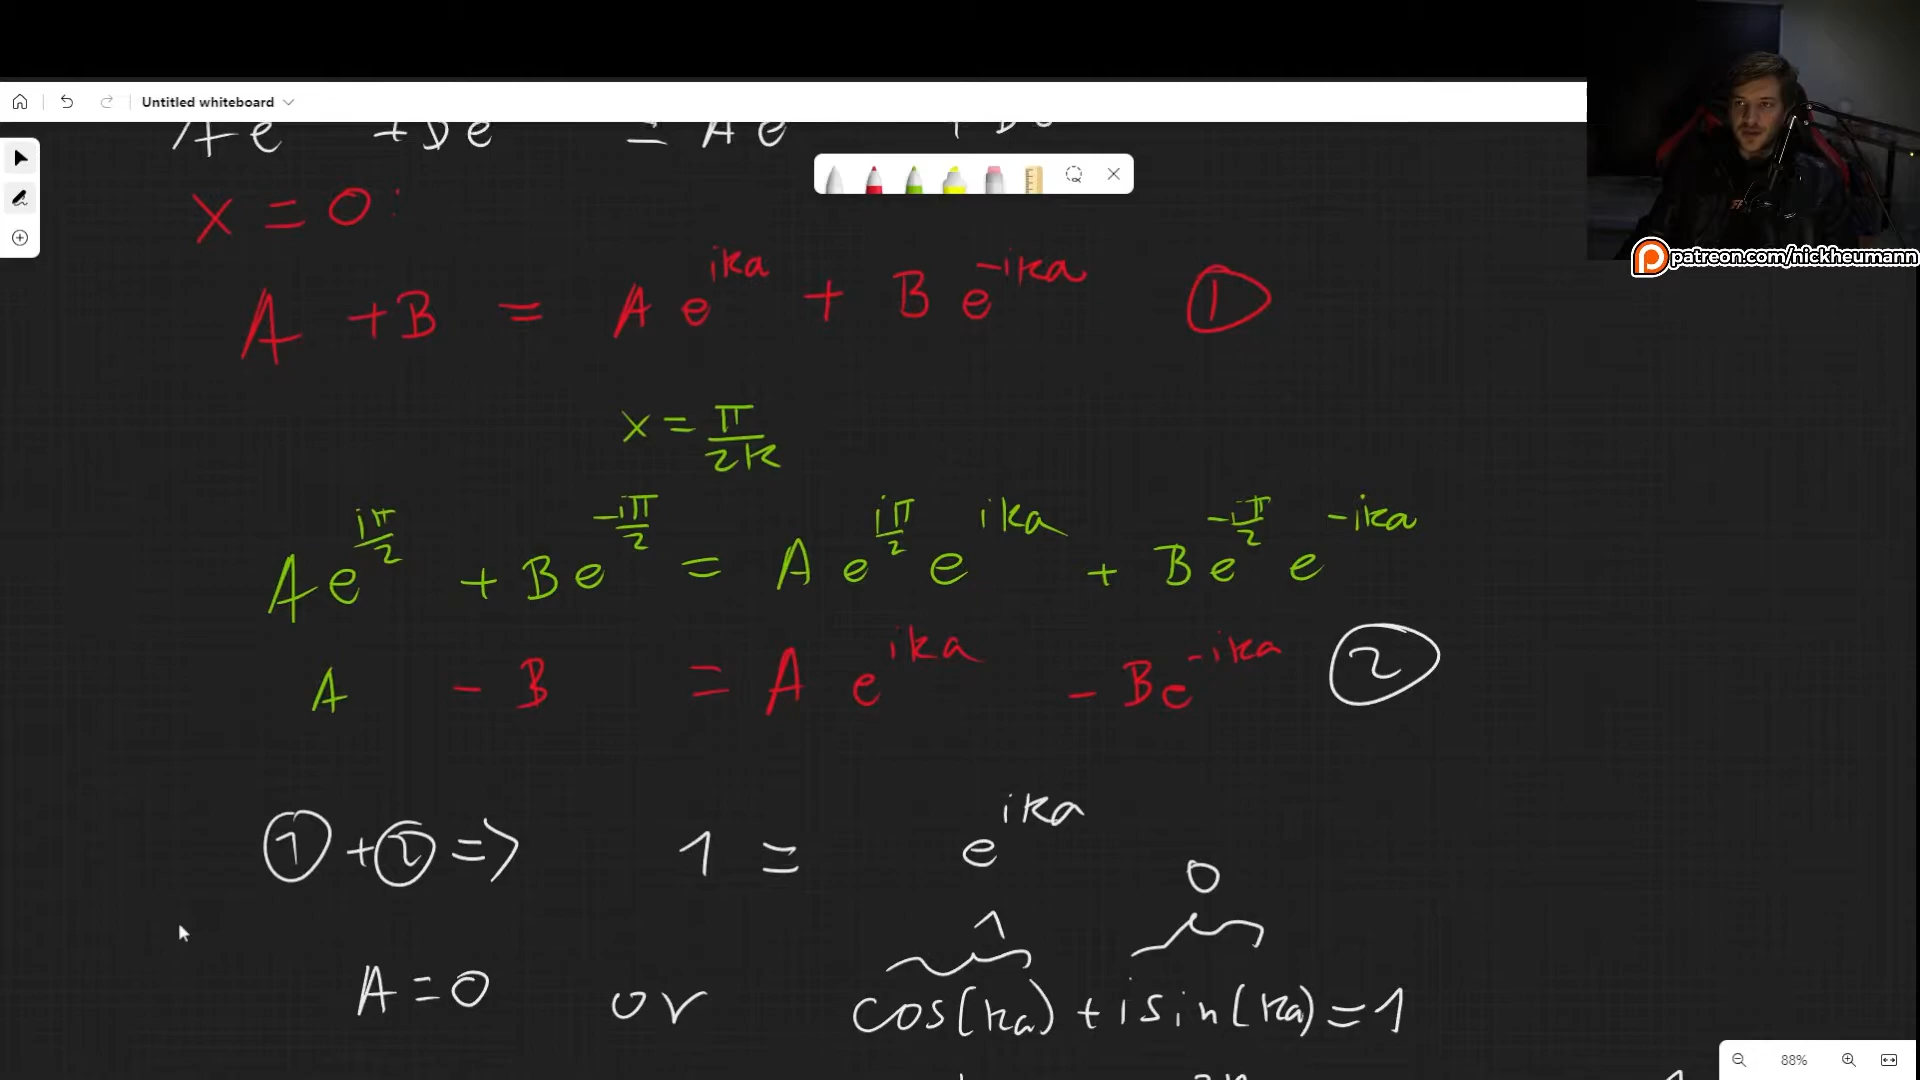 Untitled whiteboard
patreon.com/nickheumann
x = 0 :
A + B = A e^{ika} + B e^{-ika} ①
x = π/2k
A e^{iπ/2} + B e^{-iπ/2} = A e^{iπ/2} e^{ika} + B e^{-iπ/2} e^{-ika}
A - B = A e^{ika} - B e^{-ika} ②
① + ② => 1 = e^{ika}
1 0
A = 0 or cos(ka) + i sin(ka) = 1
88%